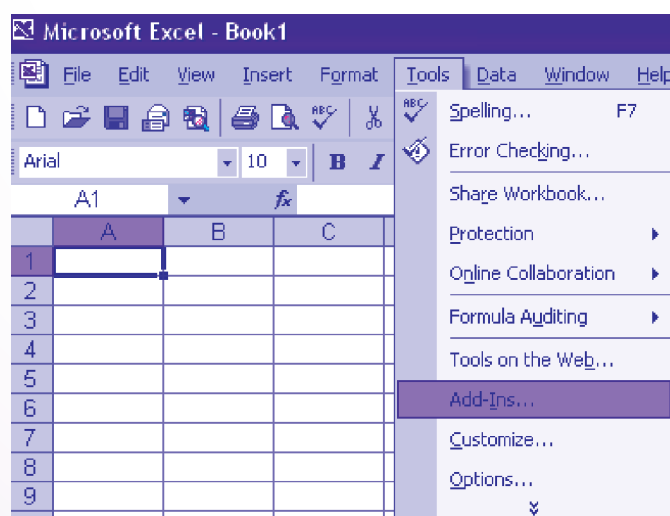 Microsoft Excel - Book1
File Edit View Insert Format Tools Data Window Help
ABC
Arial 10 B I
A1 fx
A B C
1
2
3
4
5
6
7
8
9
ABC Spelling... F7
Error Checking...
Share Workbook...
Protection
Online Collaboration
Formula Auditing
Tools on the Web...
Add-Ins...
Customize...
Options...